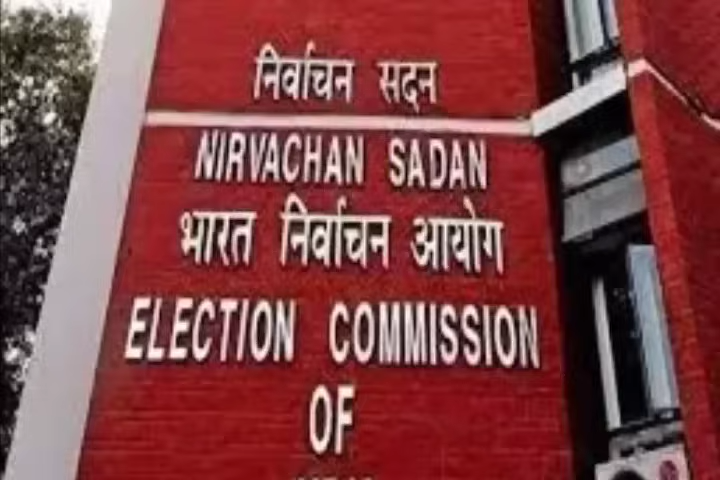 निर्वाचन सदन
NIRVACHAN SADAN
भारत निर्वाचन आयोग
ELECTION COMMISSION
OF